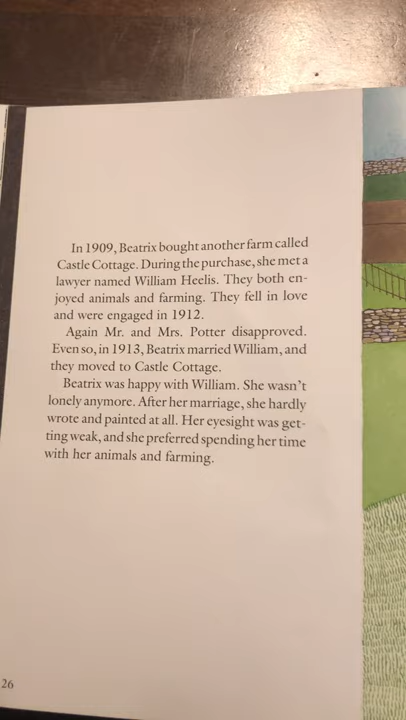 In 1909, Beatrix bought another farm called
Castle Cottage. During the purchase, she met a
lawyer named William Heelis. They both en-
joyed animals and farming. They fell in love
and were engaged in 1912.
Again Mr. and Mrs. Potter disapproved.
Even so, in 1913, Beatrix married William, and
they moved to Castle Cottage.
Beatrix was happy with William. She wasn't
lonely anymore. After her marriage, she hardly
wrote and painted at all. Her eyesight was get-
ting weak, and she preferred spending her time
with her animals and farming.
26